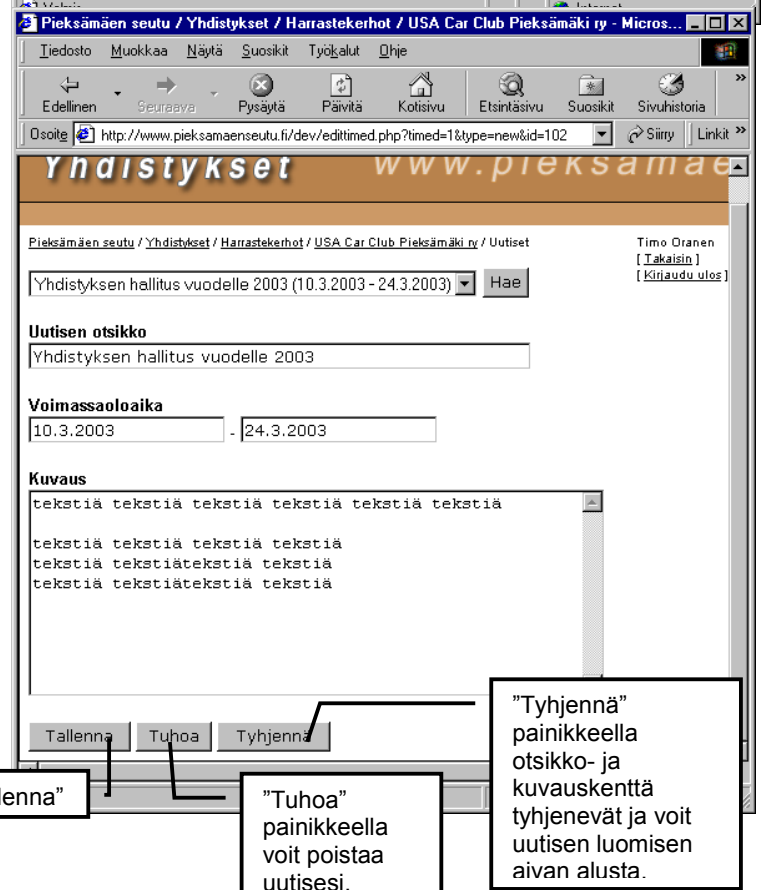 Pieksämäen seutu / Yhdistykset / Harrastekerhot / USA Car Club Pieksämäki ry - Micros...
Tiedosto Muokkaa Näytä Suosikit Työkalut Ohje
Edellinen Seuraava Pysäytä Päivitä Kotisivu Etsintäsivu Suosikit Sivuhistoria »
Osoite http://www.pieksamaenseutu.fi/dev/edittimed.php?timed=1&type=new&id=102 Siirry Linkit »
Yhdistykset www.pieksamae
Pieksämäen seutu / Yhdistykset / Harrastekerhot / USA Car Club Pieksämäki ry / Uutiset
Timo Oranen
[ Takaisin ]
[ Kirjaudu ulos ]
Yhdistyksen hallitus vuodelle 2003 (10.3.2003 - 24.3.2003) Hae
Uutisen otsikko
Yhdistyksen hallitus vuodelle 2003
Voimassaoloaika
10.3.2003 - 24.3.2003
Kuvaus
tekstiä tekstiä tekstiä tekstiä tekstiä tekstiä
tekstiä tekstiä tekstiä tekstiä
tekstiä tekstiätekstiä tekstiä
tekstiä tekstiätekstiä tekstiä
Tallenna Tuhoa Tyhjennä
lenna”
”Tuhoa”
painikkeella
voit poistaa
uutisesi.
”Tyhjennä”
painikkeella
otsikko- ja
kuvauskenttä
tyhjenevät ja voit
uutisen luomisen
aivan alusta.